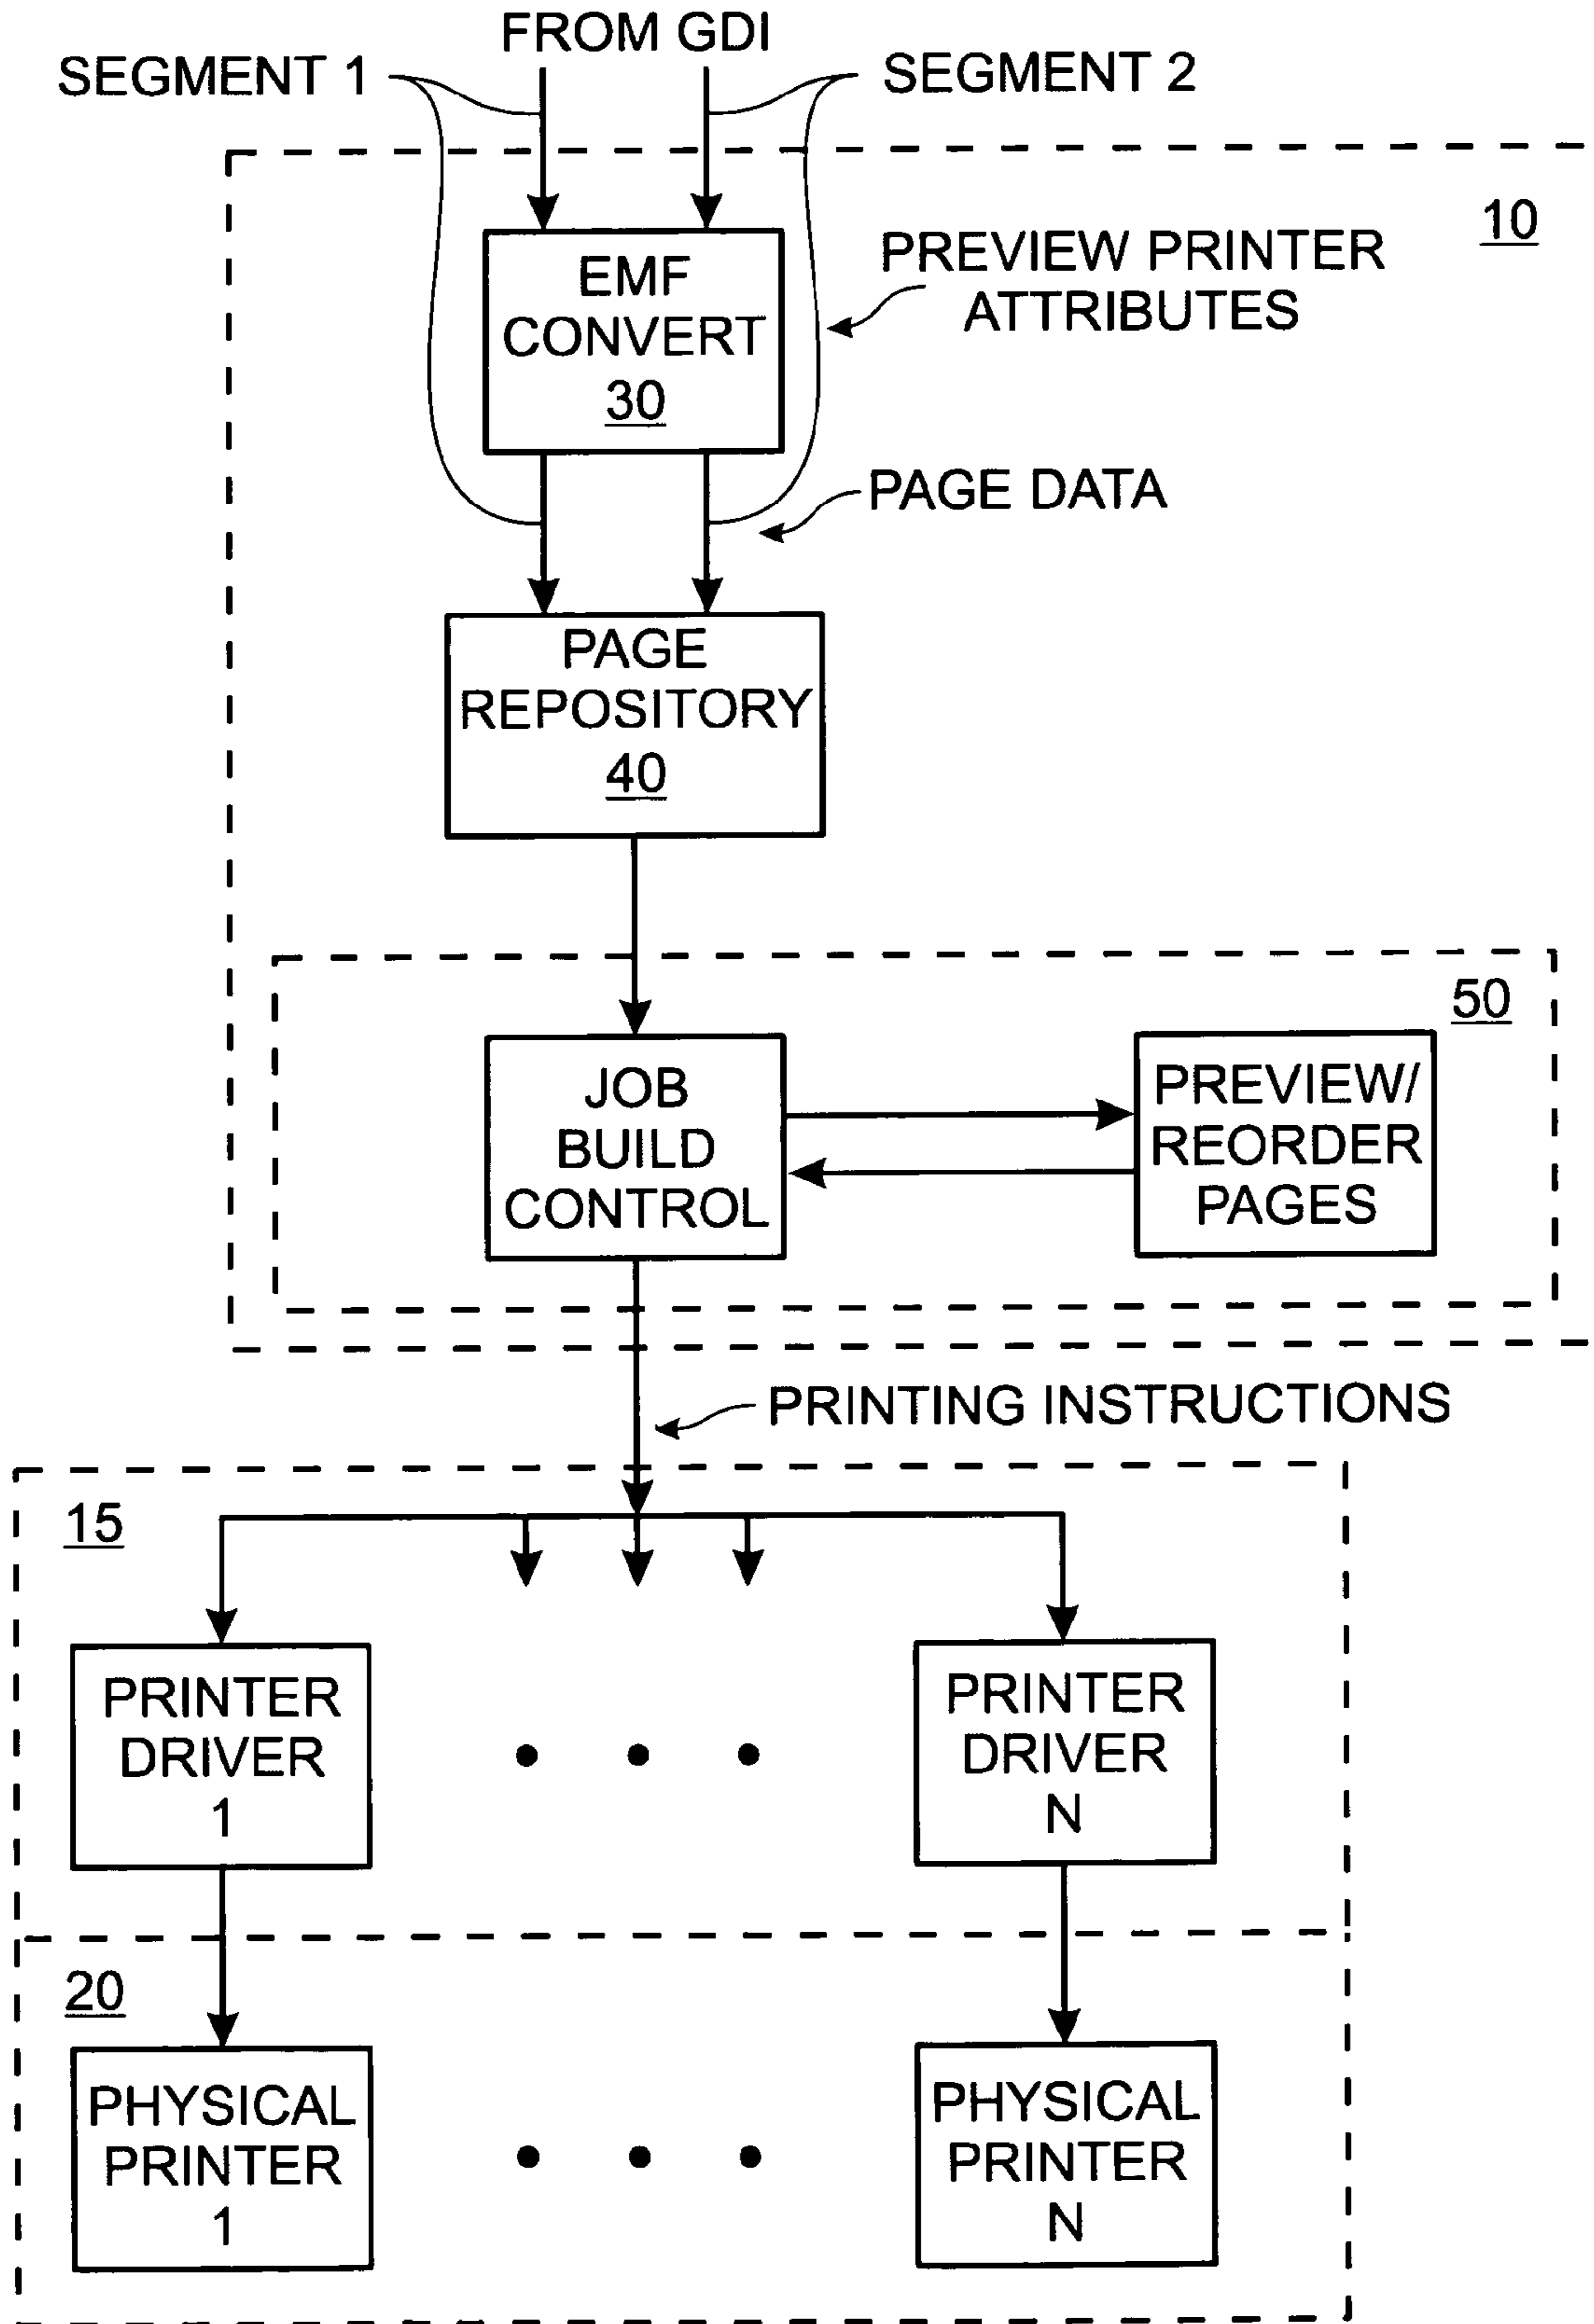 FROM GDI
SEGMENT 1
SEGMENT 2
10
PREVIEW PRINTER
ATTRIBUTES
EMF
CONVERT
30
PAGE DATA
PAGE
REPOSITORY
40
50
JOB
BUILD
CONTROL
PREVIEW/
REORDER
PAGES
PRINTING INSTRUCTIONS
15
PRINTER
DRIVER
1
PRINTER
DRIVER
N
20
PHYSICAL
PRINTER
1
PHYSICAL
PRINTER
N